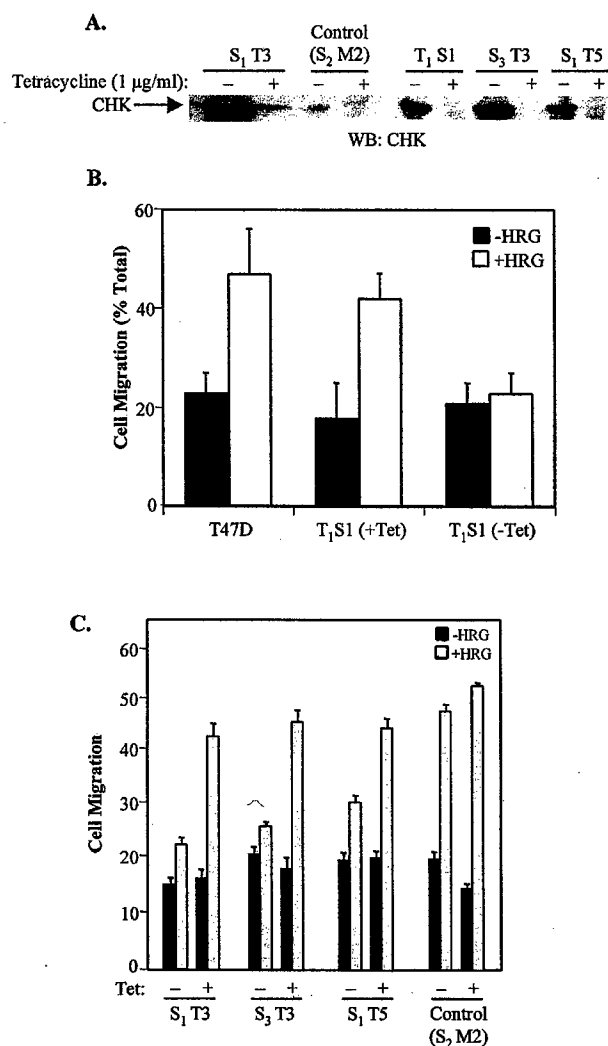 A.
Control
S₁ T3 (S₂ M2) T₁ S1 S₃ T3 S₁ T5
Tetracycline (1 µg/ml): − + − + − + − + − +
CHK
WB: CHK
B.
Cell Migration (% Total)
60
40
20
0
-HRG
+HRG
T47D T₁S1 (+Tet) T₁S1 (-Tet)
C.
Cell Migration
60
50
40
30
20
10
0
-HRG
+HRG
Tet: − + − + − + − +
S₁ T3 S₃ T3 S₁ T5 Control
(S₂ M2)